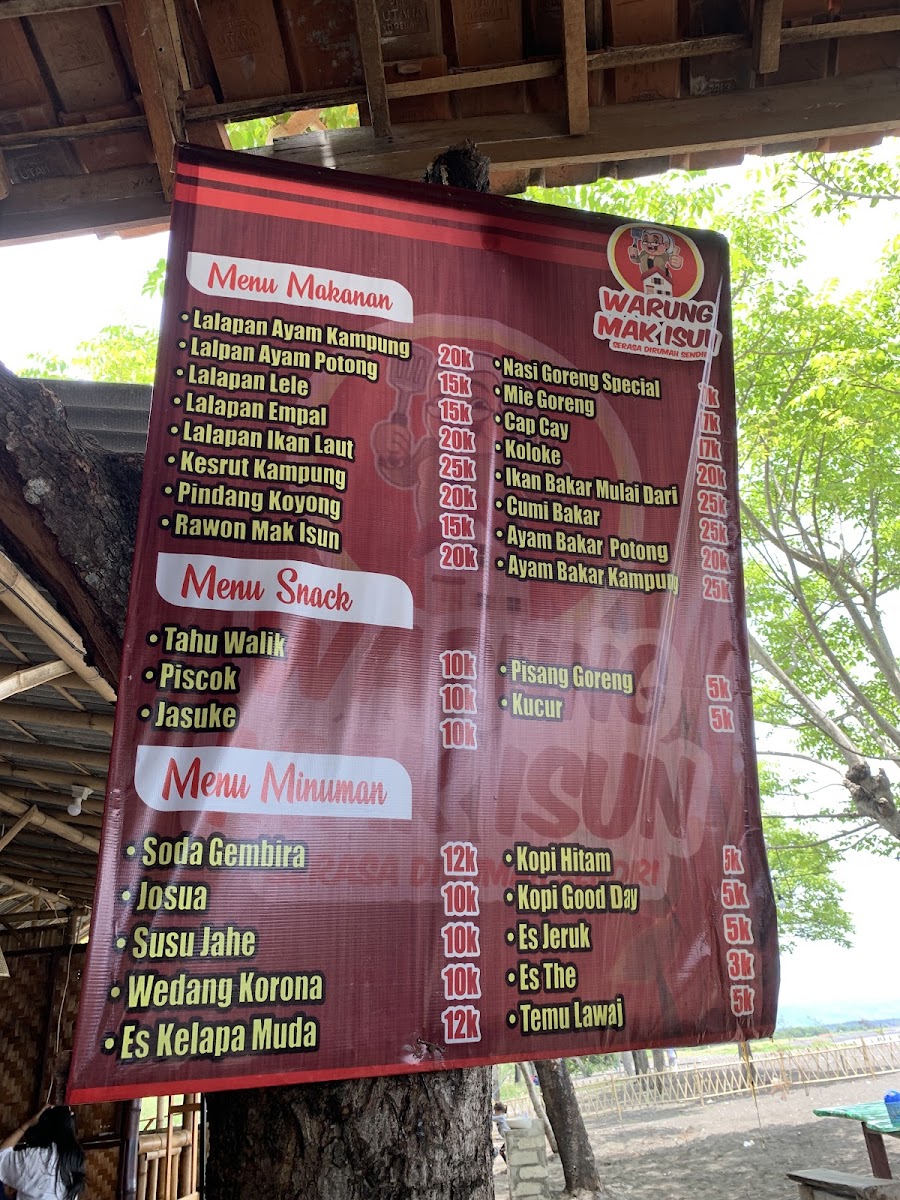 WARUNG
MAK ISUN
Menu Makanan
• Lalapan Ayam Kampung 20k
• Lalpan Ayam Potong 15k
• Lalapan Lele 15k
• Lalapan Empal 20k
• Lalapan Ikan Laut 25k
• Kesrut Kampung 20k
• Pindang Koyong 15k
• Rawon Mak Isun 20k
• Nasi Goreng Special
• Mie Goreng
• Cap Cay 17k
• Koloke 20k
• Ikan Bakar Mulai Dari 25k
• Cumi Bakar 25k
• Ayam Bakar Potong 20k
• Ayam Bakar Kampung 25k
Menu Snack
• Tahu Walik 10k
• Piscok 10k
• Jasuke 10k
• Pisang Goreng 5k
• Kucur 5k
Menu Minuman
• Soda Gembira 12k
• Josua 10k
• Susu Jahe 10k
• Wedang Korona 10k
• Es Kelapa Muda 12k
• Kopi Hitam 5k
• Kopi Good Day 5k
• Es Jeruk 5k
• Es The 3k
• Temu Lawaj 5k